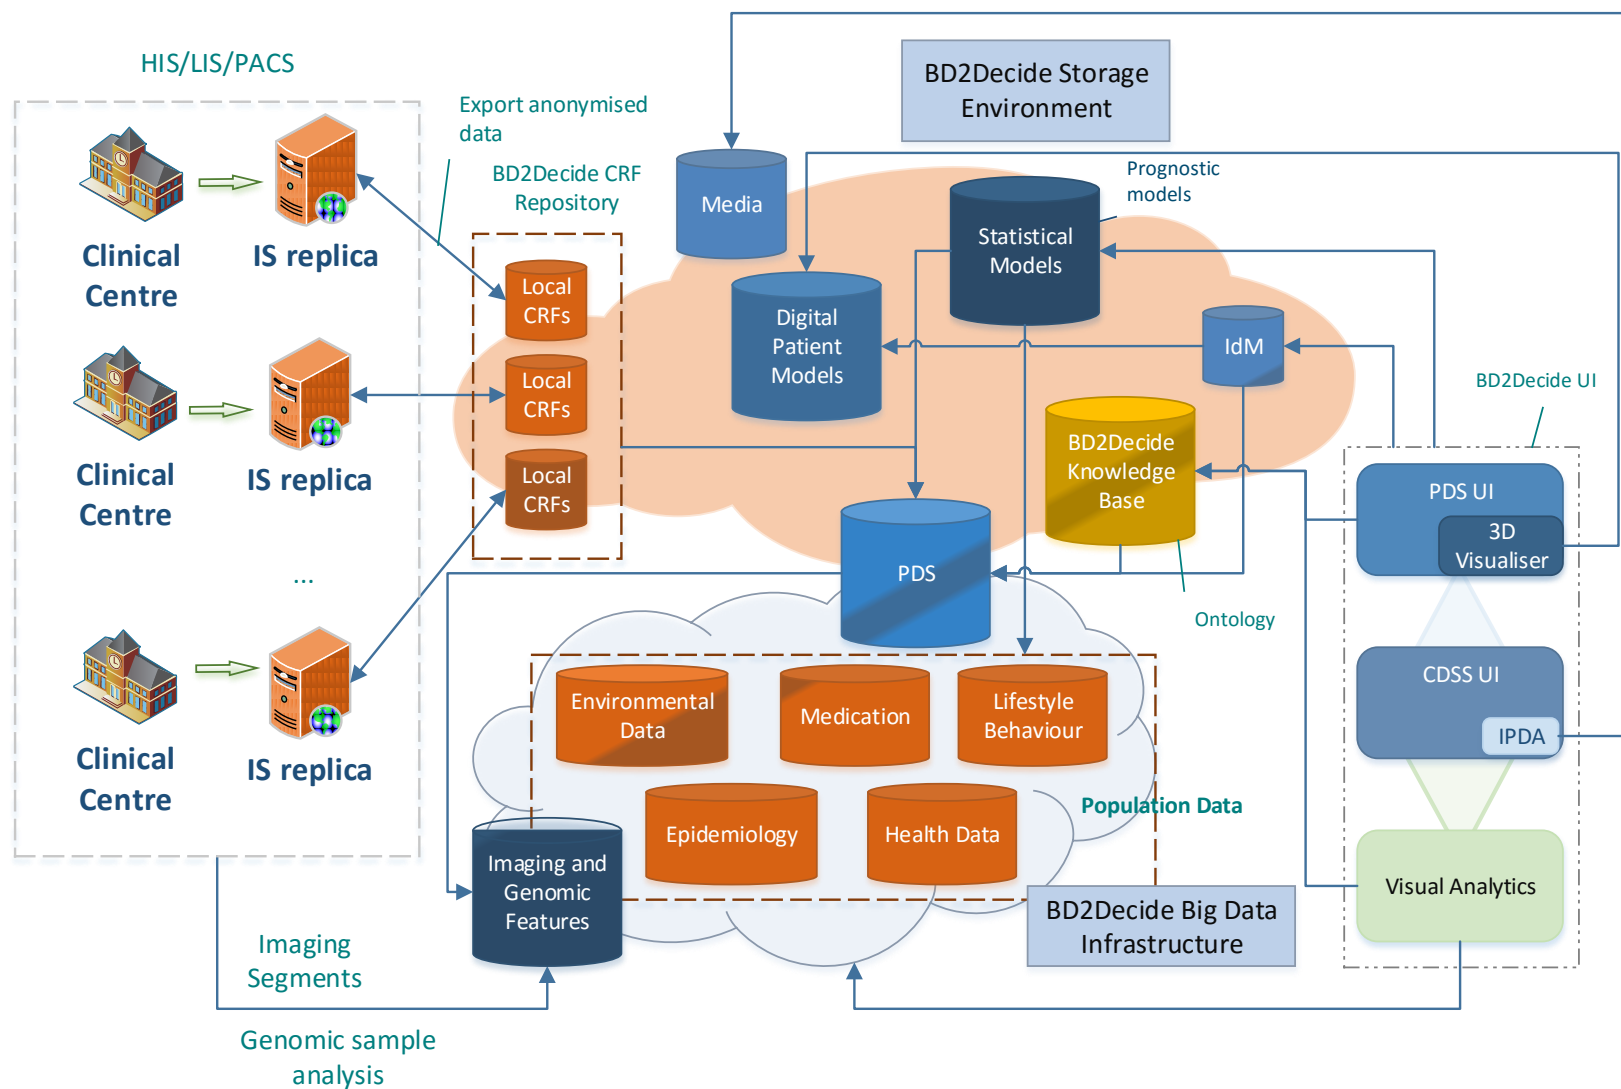 HIS/LIS/PACS
Clinical
Centre
IS replica
Clinical
Centre
IS replica
...
Clinical
Centre
IS replica
Export anonymised
data
BD2Decide CRF
Repository
Local
CRFs
Local
CRFs
Local
CRFs
Imaging
Segments
Genomic sample
analysis
BD2Decide Storage
Environment
Media
Prognostic
models
Statistical
Models
Digital
Patient
Models
IdM
BD2Decide
Knowledge
Base
PDS
Ontology
Environmental
Data
Medication
Lifestyle
Behaviour
Epidemiology
Health Data
Population Data
Imaging and
Genomic
Features
BD2Decide Big Data
Infrastructure
BD2Decide UI
PDS UI
3D
Visualiser
CDSS UI
IPDA
Visual Analytics